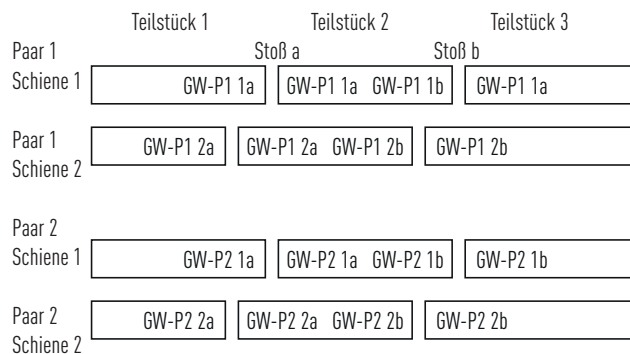 Teilstück 1 Teilstück 2 Teilstück 3
Paar 1 Stoß a Stoß b
Schiene 1 GW-P1 1a GW-P1 1a GW-P1 1b GW-P1 1a
Paar 1
Schiene 2 GW-P1 2a GW-P1 2a GW-P1 2b GW-P1 2b
Paar 2
Schiene 1 GW-P2 1a GW-P2 1a GW-P2 1b GW-P2 1b
Paar 2
Schiene 2 GW-P2 2a GW-P2 2a GW-P2 2b GW-P2 2b